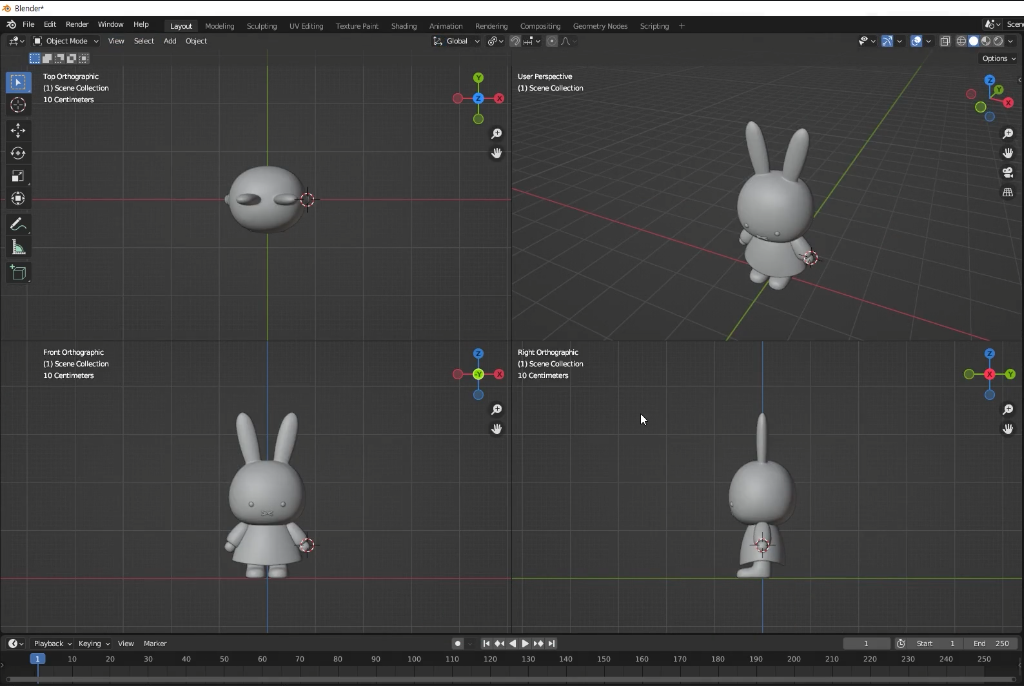 Blender*
File Edit Render Window Help Layout Modeling Sculpting UV Editing Texture Paint Shading Animation Rendering Compositing Geometry Nodes Scripting +
Object Mode View Select Add Object Global
Options
Top Orthographic
(1) Scene Collection
10 Centimeters
Y
Z
X
User Perspective
(1) Scene Collection
Z
Y
X
Front Orthographic
(1) Scene Collection
10 Centimeters
Z
Y
X
Right Orthographic
(1) Scene Collection
10 Centimeters
Z
X
Y
Playback Keying View Marker 1 Start 1 End 250
1 10 20 30 40 50 60 70 80 90 100 110 120 130 140 150 160 170 180 190 200 210 220 230 240 250